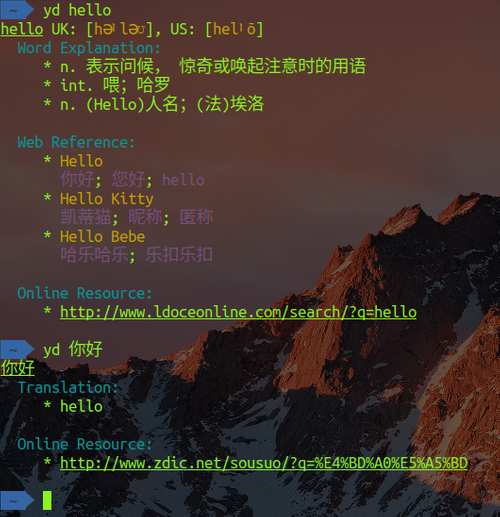 ~ yd hello
hello UK: [həˈləʊ], US: [helˈō]
Word Explanation:
* n. 表示问候, 惊奇或唤起注意时的用语
* int. 喂; 哈罗
* n. (Hello)人名; (法)埃洛
Web Reference:
* Hello
你好; 您好; hello
* Hello Kitty
凯蒂猫; 昵称; 匿称
* Hello Bebe
哈乐哈乐; 乐扣乐扣
Online Resource:
* http://www.ldoceonline.com/search/?q=hello
~ yd 你好
你好
Translation:
* hello
Online Resource:
* http://www.zdic.net/sousuo/?q=%E4%BD%A0%E5%A5%BD
~